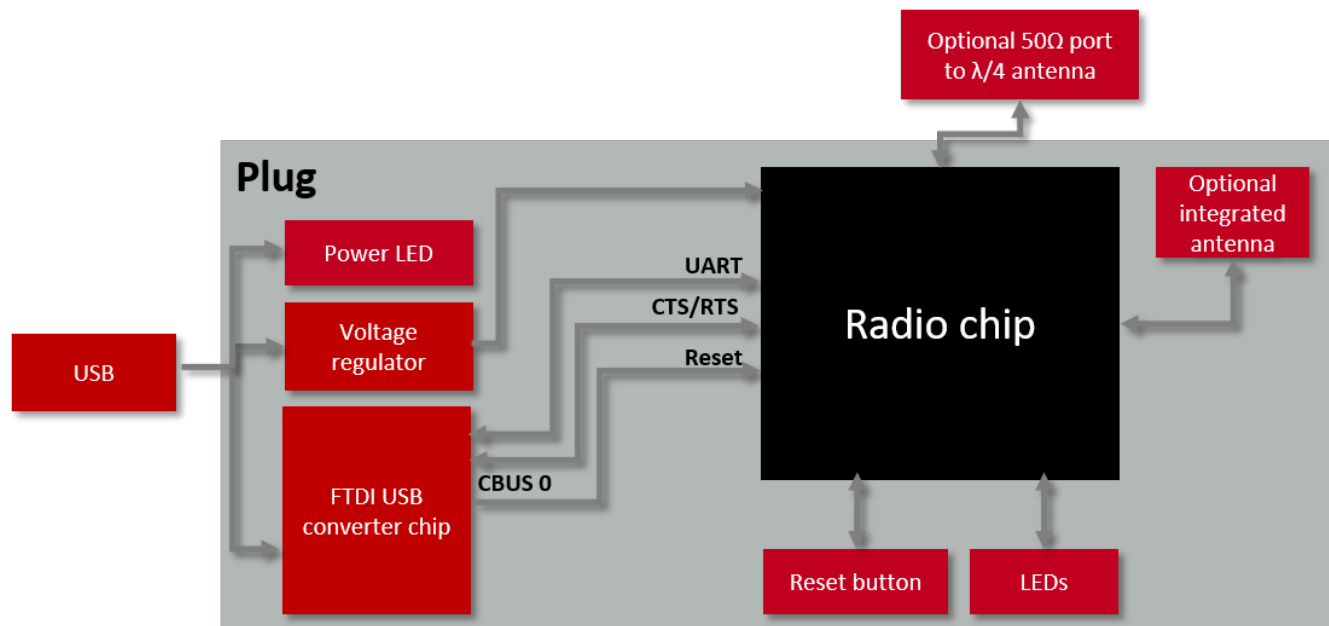 Optional 50Ω port
to λ/4 antenna
Plug
Optional
integrated
antenna
Power LED
UART
Voltage
regulator
CTS/RTS
Radio chip
USB
Reset
FTDI USB
converter chip
CBUS 0
Reset button
LEDs